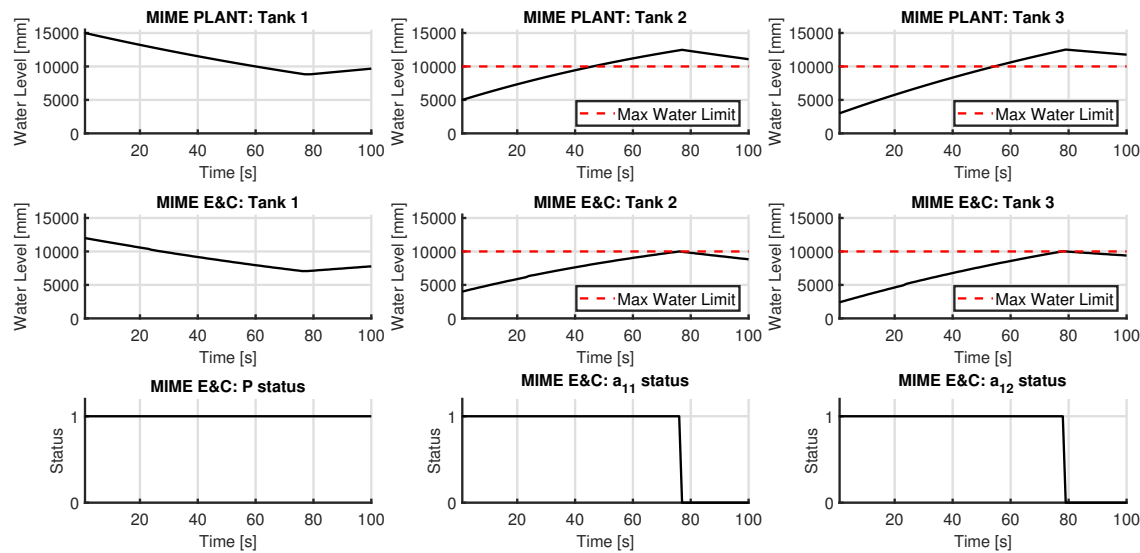 MIME PLANT: Tank 1
Water Level [mm]
15000
10000
5000
0
20 40 60 80 100
Time [s]
MIME PLANT: Tank 2
Water Level [mm]
15000
10000
5000
0
Max Water Limit
20 40 60 80 100
Time [s]
MIME PLANT: Tank 3
Water Level [mm]
15000
10000
5000
0
Max Water Limit
20 40 60 80 100
Time [s]
MIME E&C: Tank 1
Water Level [mm]
15000
10000
5000
0
20 40 60 80 100
Time [s]
MIME E&C: Tank 2
Water Level [mm]
15000
10000
5000
0
Max Water Limit
20 40 60 80 100
Time [s]
MIME E&C: Tank 3
Water Level [mm]
15000
10000
5000
0
Max Water Limit
20 40 60 80 100
Time [s]
MIME E&C: P status
Status
1
0
20 40 60 80 100
Time [s]
MIME E&C: a₁₁ status
Status
1
0
20 40 60 80 100
Time [s]
MIME E&C: a₁₂ status
Status
1
0
20 40 60 80 100
Time [s]